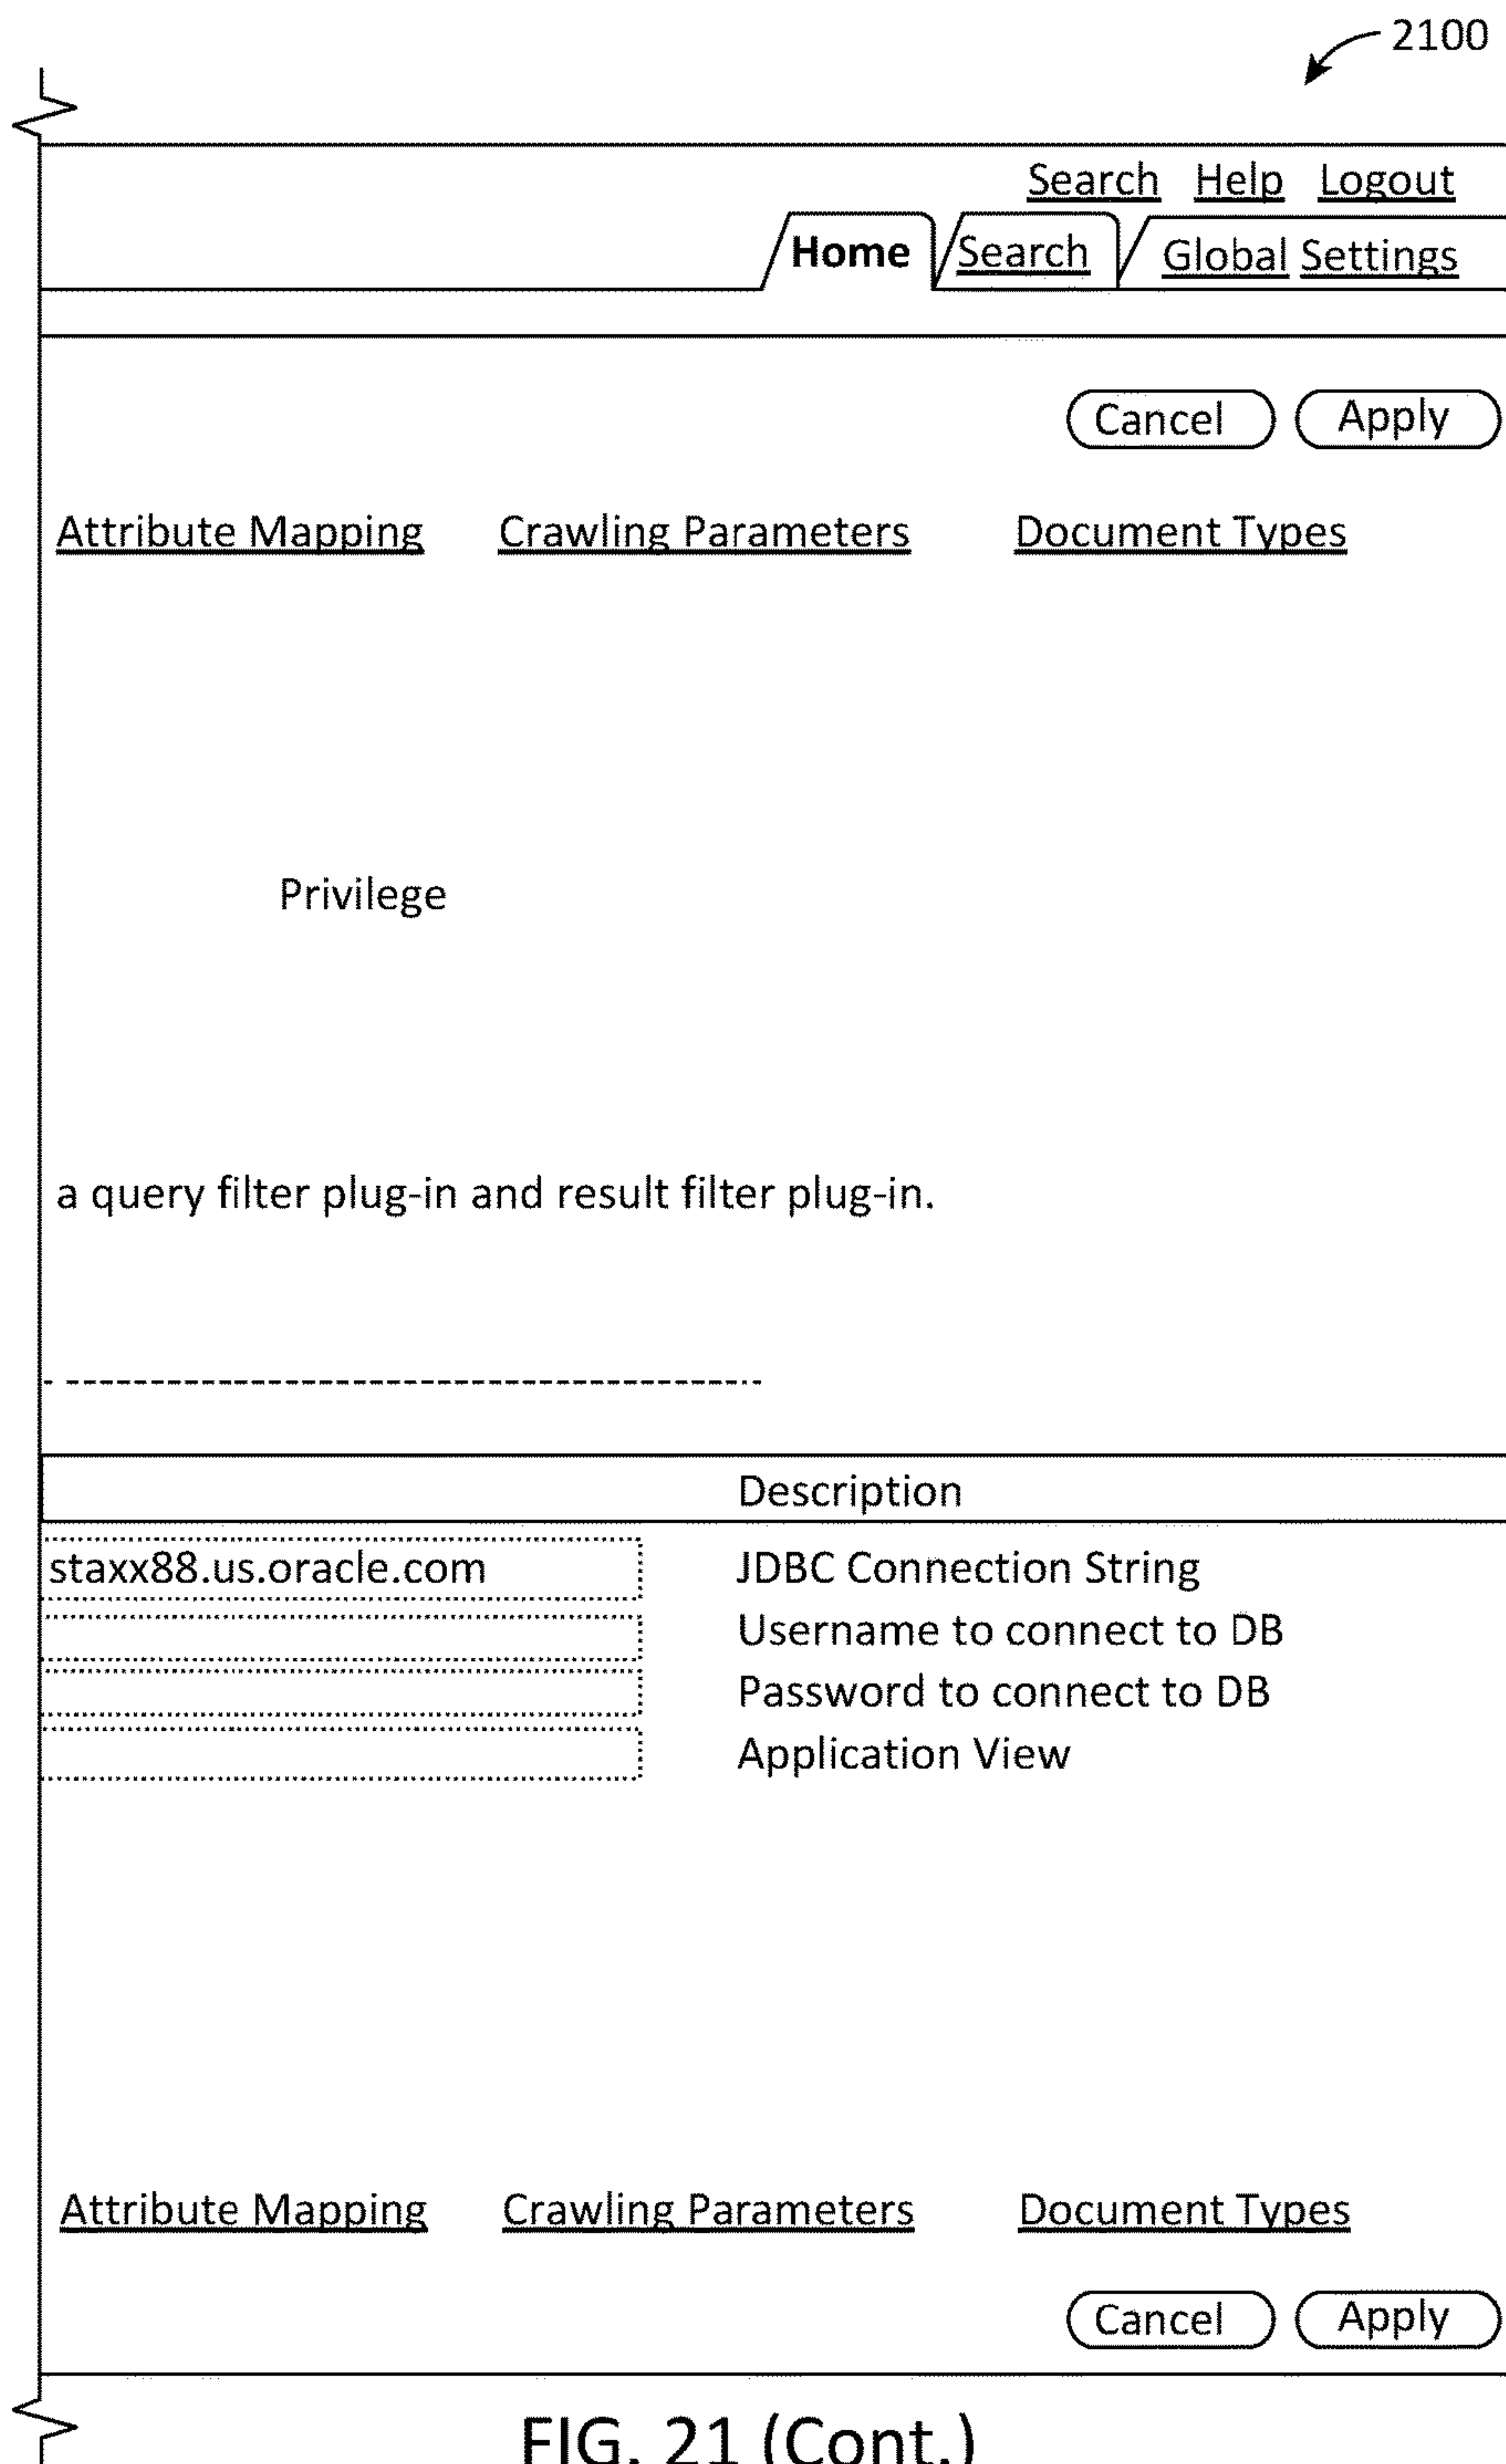 2100
Search Help Logout
Home Search Global Settings
Cancel Apply
Attribute Mapping Crawling Parameters Document Types
Privilege
a query filter plug-in and result filter plug-in.
Description
staxx88.us.oracle.com JDBC Connection String
Username to connect to DB
Password to connect to DB
Application View
Attribute Mapping Crawling Parameters Document Types
Cancel Apply
FIG. 21 (Cont.)